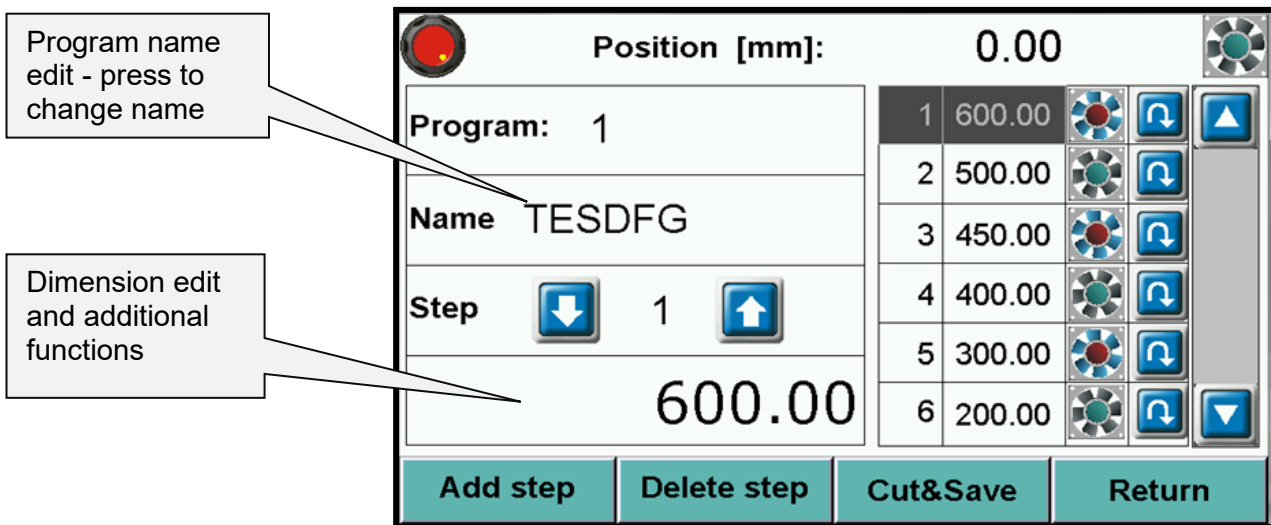 Program name
edit - press to
change name
Dimension edit
and additional
functions
Position [mm]: 0.00
Program: 1
Name TESDFG
Step 1
600.00
1 600.00
2 500.00
3 450.00
4 400.00
5 300.00
6 200.00
Add step Delete step Cut&Save Return